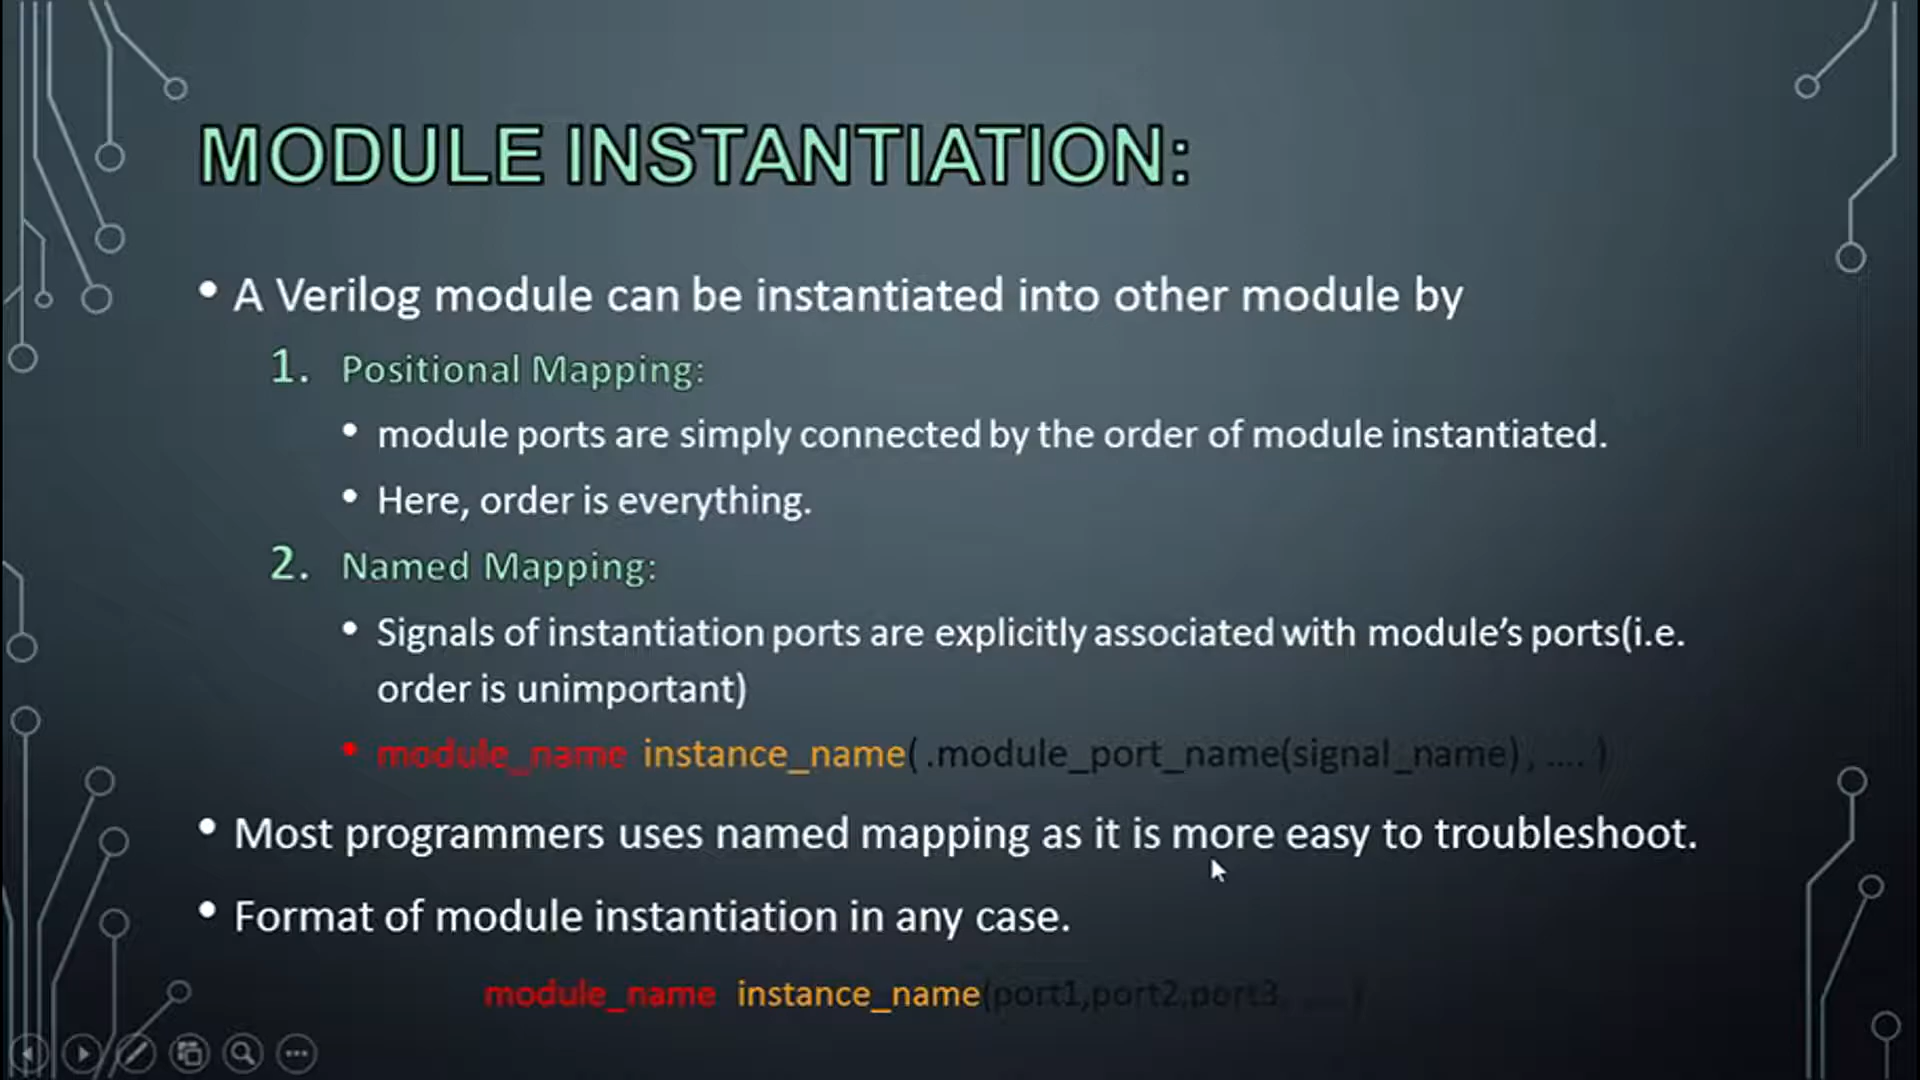 MODULE INSTANTIATION:
• A Verilog module can be instantiated into other module by
1. Positional Mapping:
• module ports are simply connected by the order of module instantiated.
• Here, order is everything.
2. Named Mapping:
• Signals of instantiation ports are explicitly associated with module's ports(i.e.
order is unimportant)
• module_name instance_name( .module_port_name(signal_name) , .... )
• Most programmers uses named mapping as it is more easy to troubleshoot.
• Format of module instantiation in any case.
module_name instance_name(port1,port2,port3, ..... )